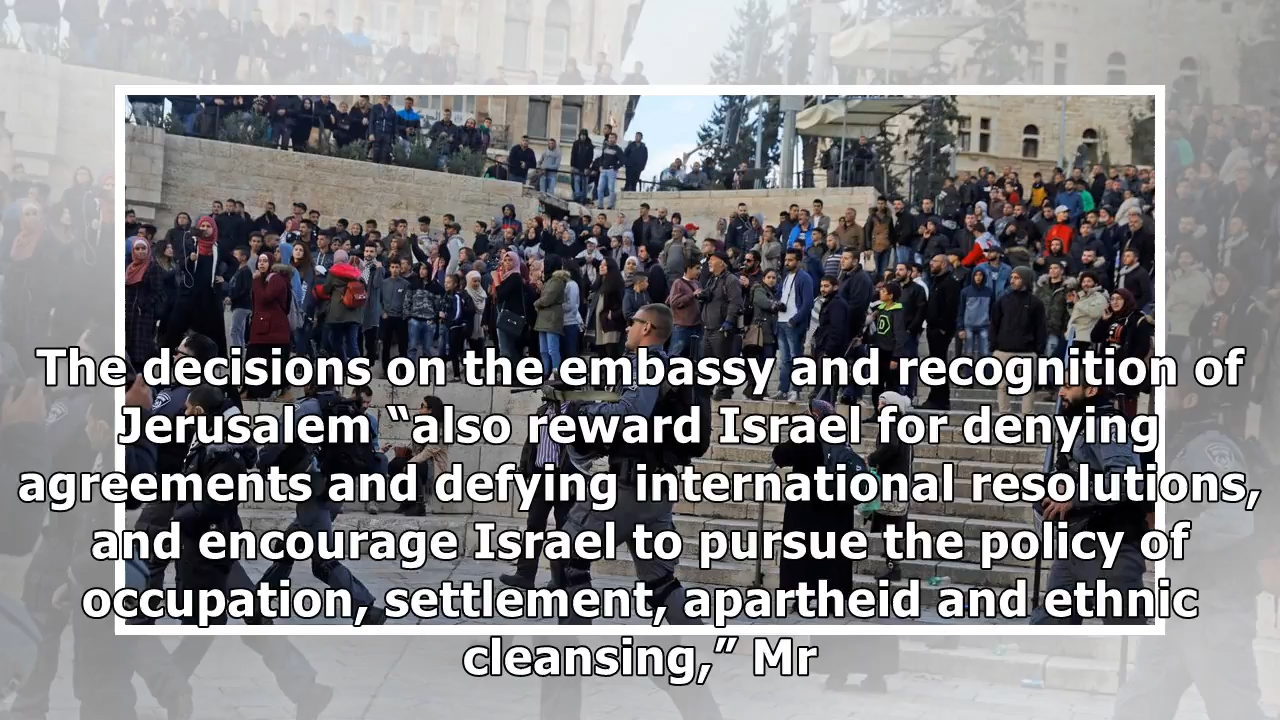 The decisions on the embassy and recognition of
Jerusalem “also reward Israel for denying
agreements and defying international resolutions,
and encourage Israel to pursue the policy of
occupation, settlement, apartheid and ethnic
cleansing,” Mr